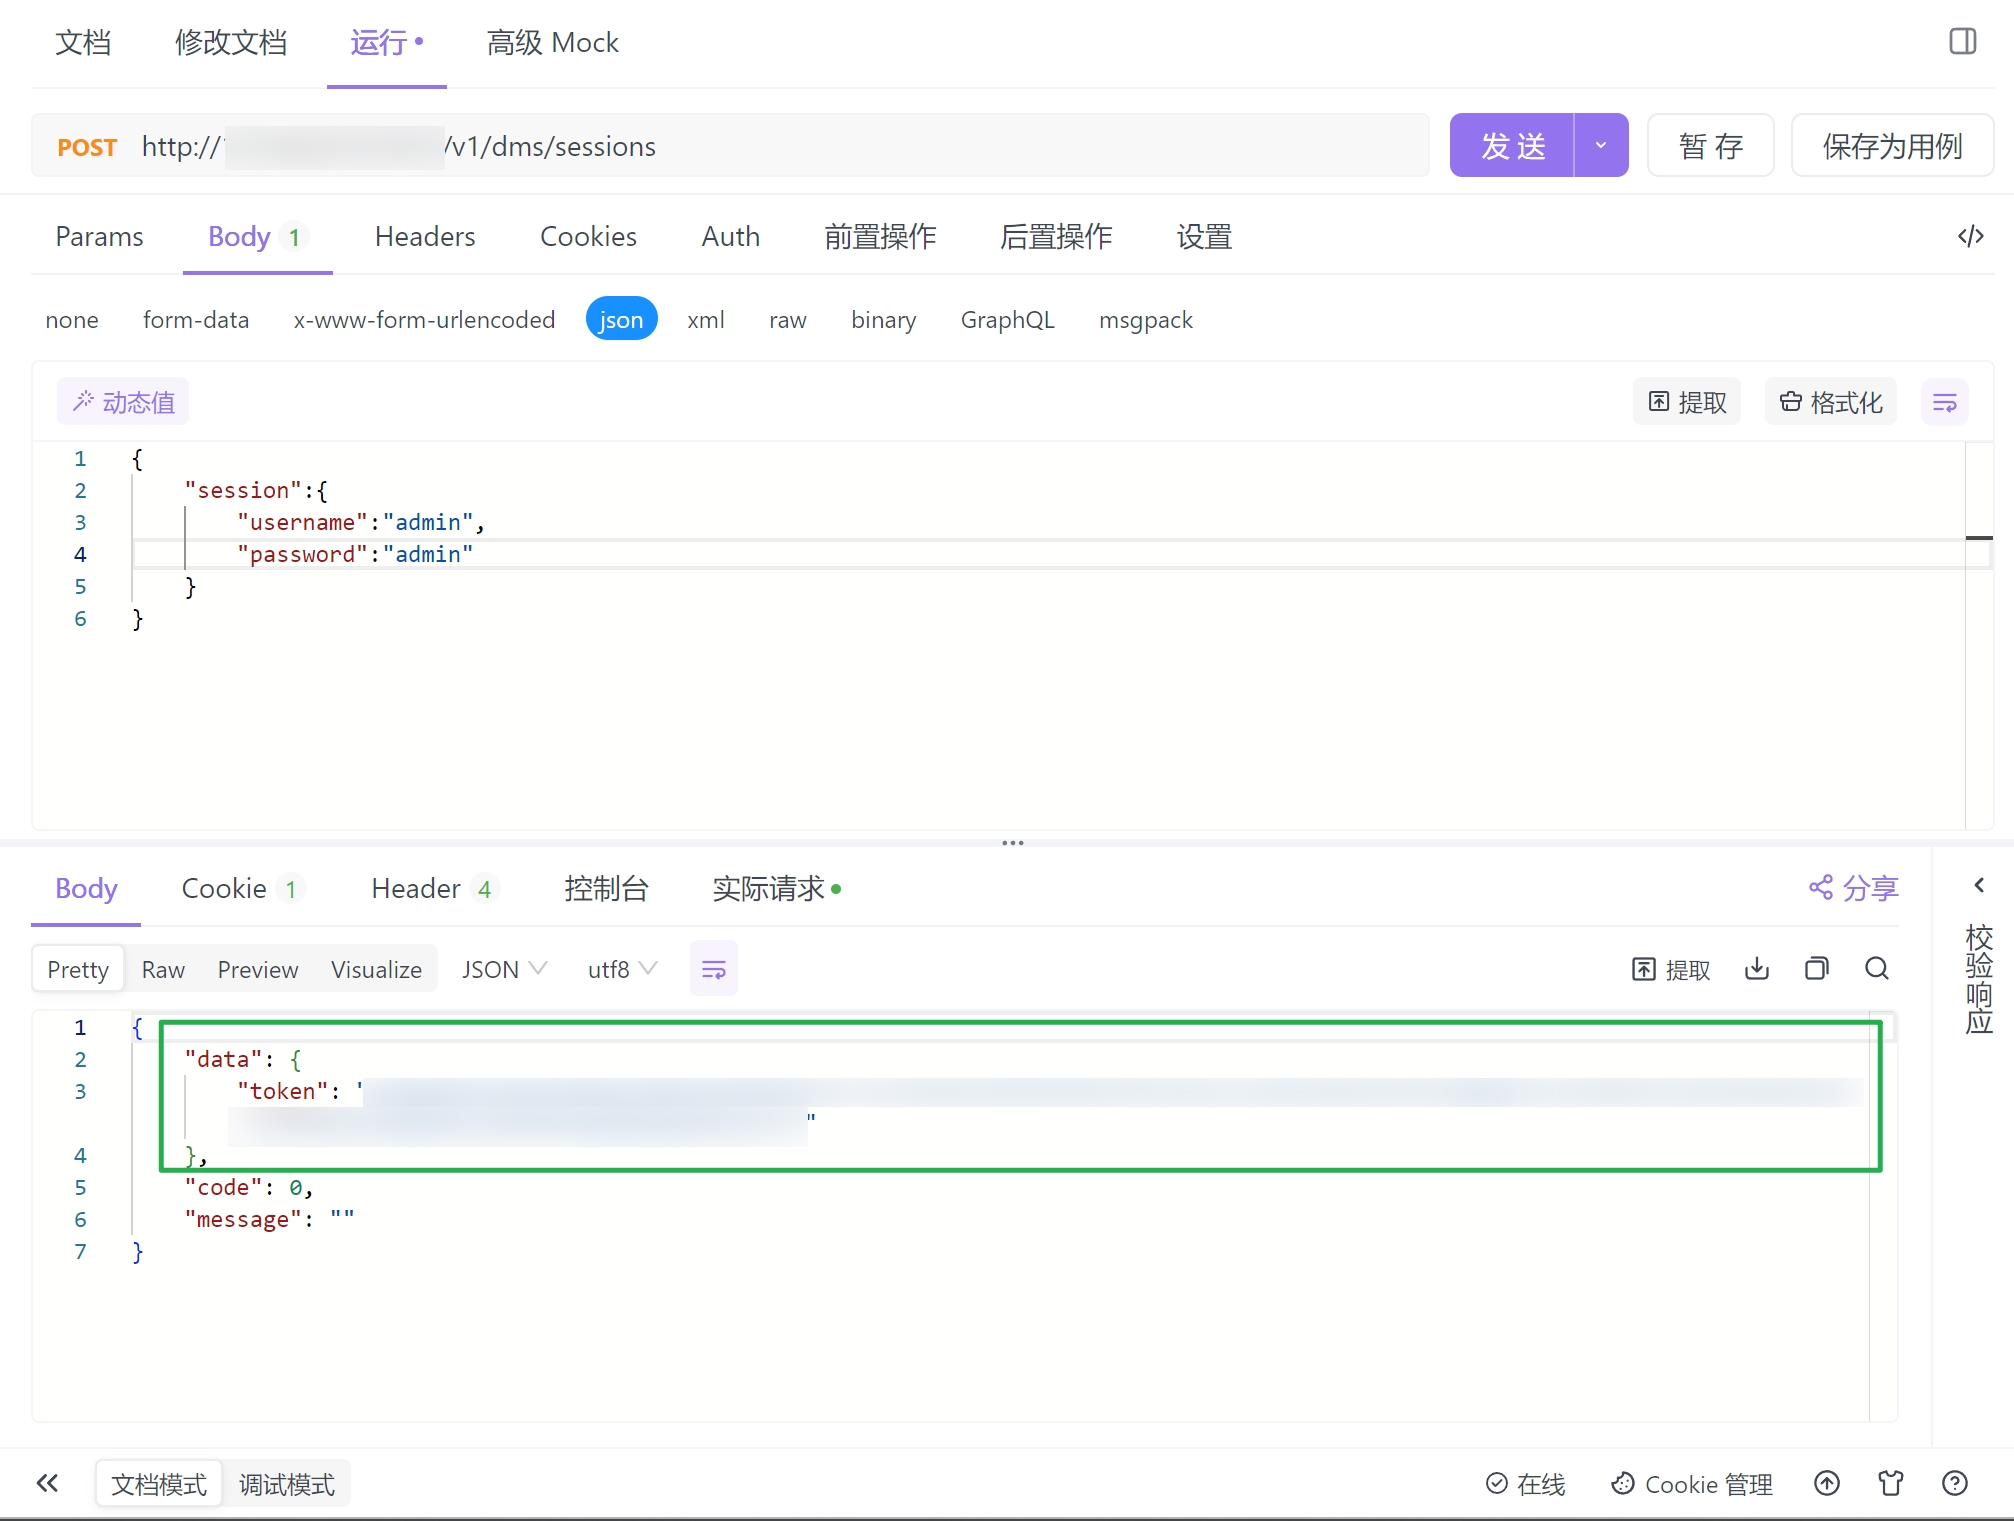 文档 修改文档 运行 高级 Mock
POST http:// /v1/dms/sessions 发 送 暂 存 保存为用例
Params Body 1 Headers Cookies Auth 前置操作 后置操作 设置
none form-data x-www-form-urlencoded json xml raw binary GraphQL msgpack
动态值 提取 格式化
1 {
2 "session":{
3 "username":"admin",
4 "password":"admin"
5 }
6 }
Body Cookie 1 Header 4 控制台 实际请求 分享
校验响应
Pretty Raw Preview Visualize JSON utf8 提取
1 {
2 "data": {
3 "token": "
"
4 },
5 "code": 0,
6 "message": ""
7 }
文档模式 调试模式 在线 Cookie 管理